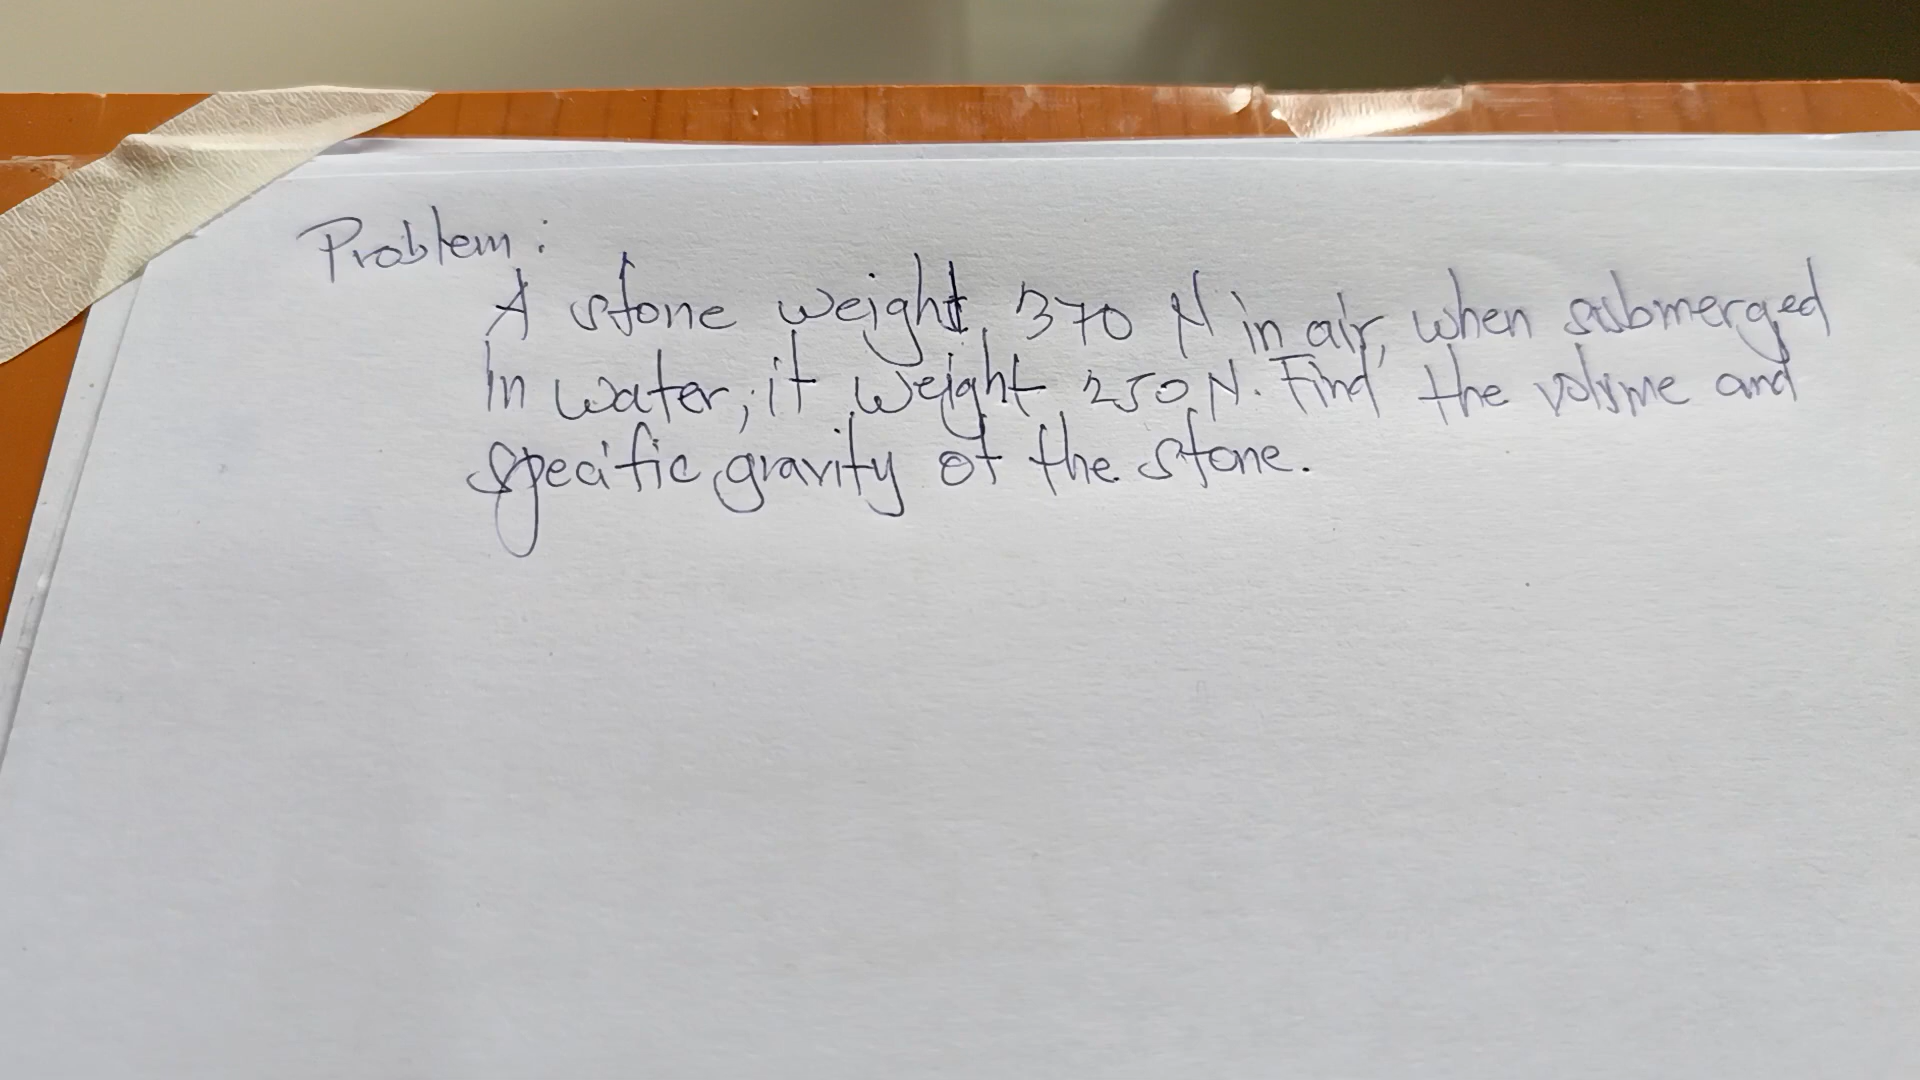 Problem:
A stone weight 370 N in air, when submerged
In water, it weight 250 N. Find the volume and
specific gravity of the stone.